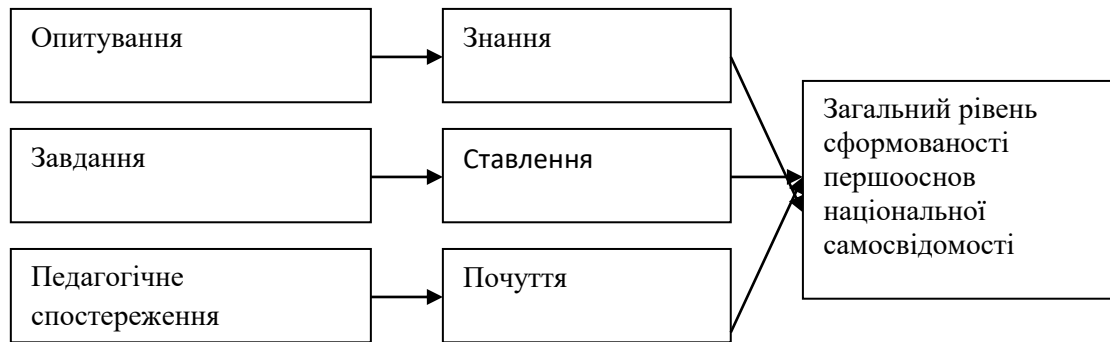 Опитування
Знання
Загальний рівень
сформованості
першооснов
національної
самосвідомості
Завдання
Ставлення
Педагогічне
спостереження
Почуття